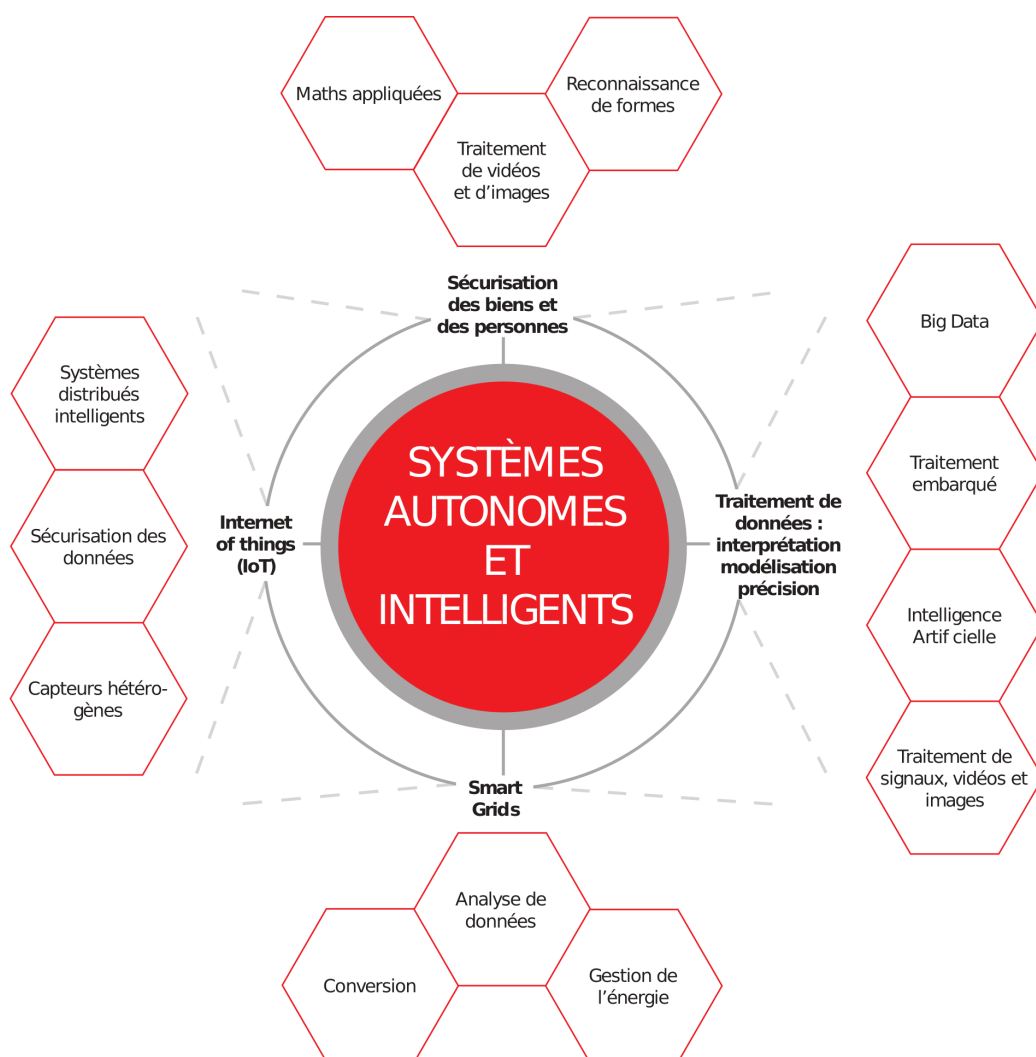 Maths appliquées
Reconnaissance
de formes
Traitement
de vidéos
et d'images
Sécurisation
des biens et
des personnes
Big Data
Traitement
embarqué
Intelligence
Artif cielle
Traitement de
signaux, vidéos et
images
Systèmes
distribués
intelligents
Sécurisation des
données
Capteurs hétéro-
gènes
Internet
of things
(IoT)
SYSTÈMES
AUTONOMES
ET
INTELLIGENTS
Traitement de
données :
interprétation
modélisation
précision
Smart
Grids
Analyse de
données
Conversion
Gestion de
l'énergie